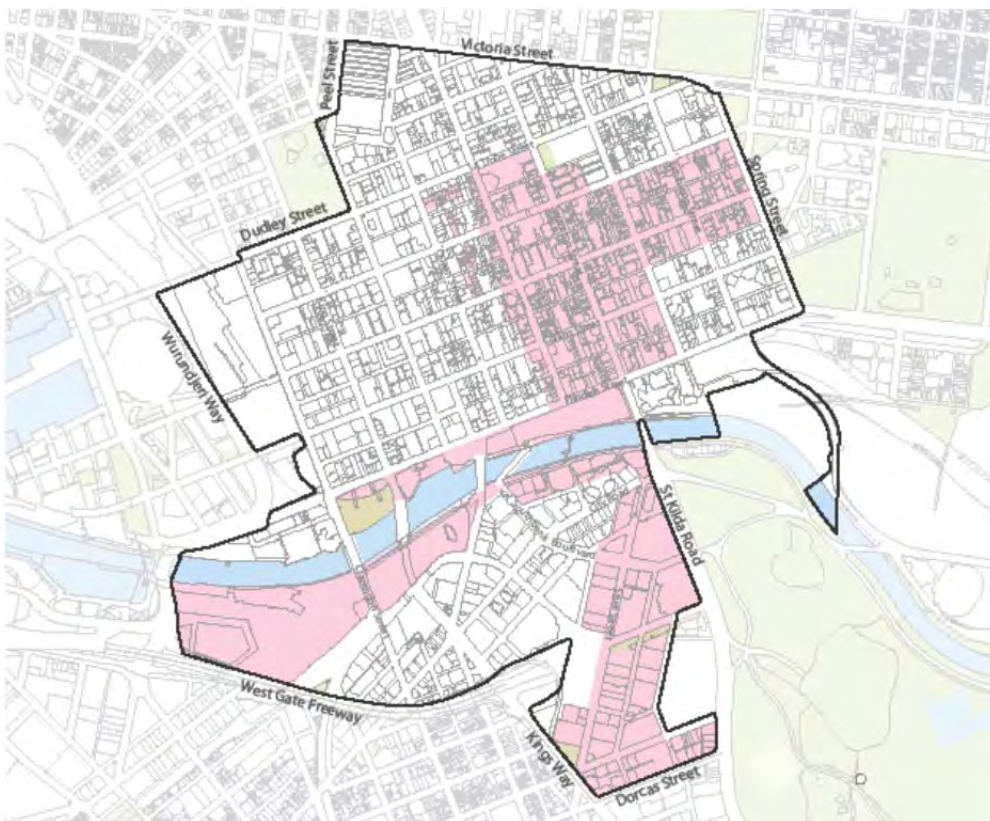 Victoria Street
Peel Street
Spring Street
Dudley Street
Wurundjeri Way
St Kilda Road
West Gate Freeway
Kings Way
Dorcas Street